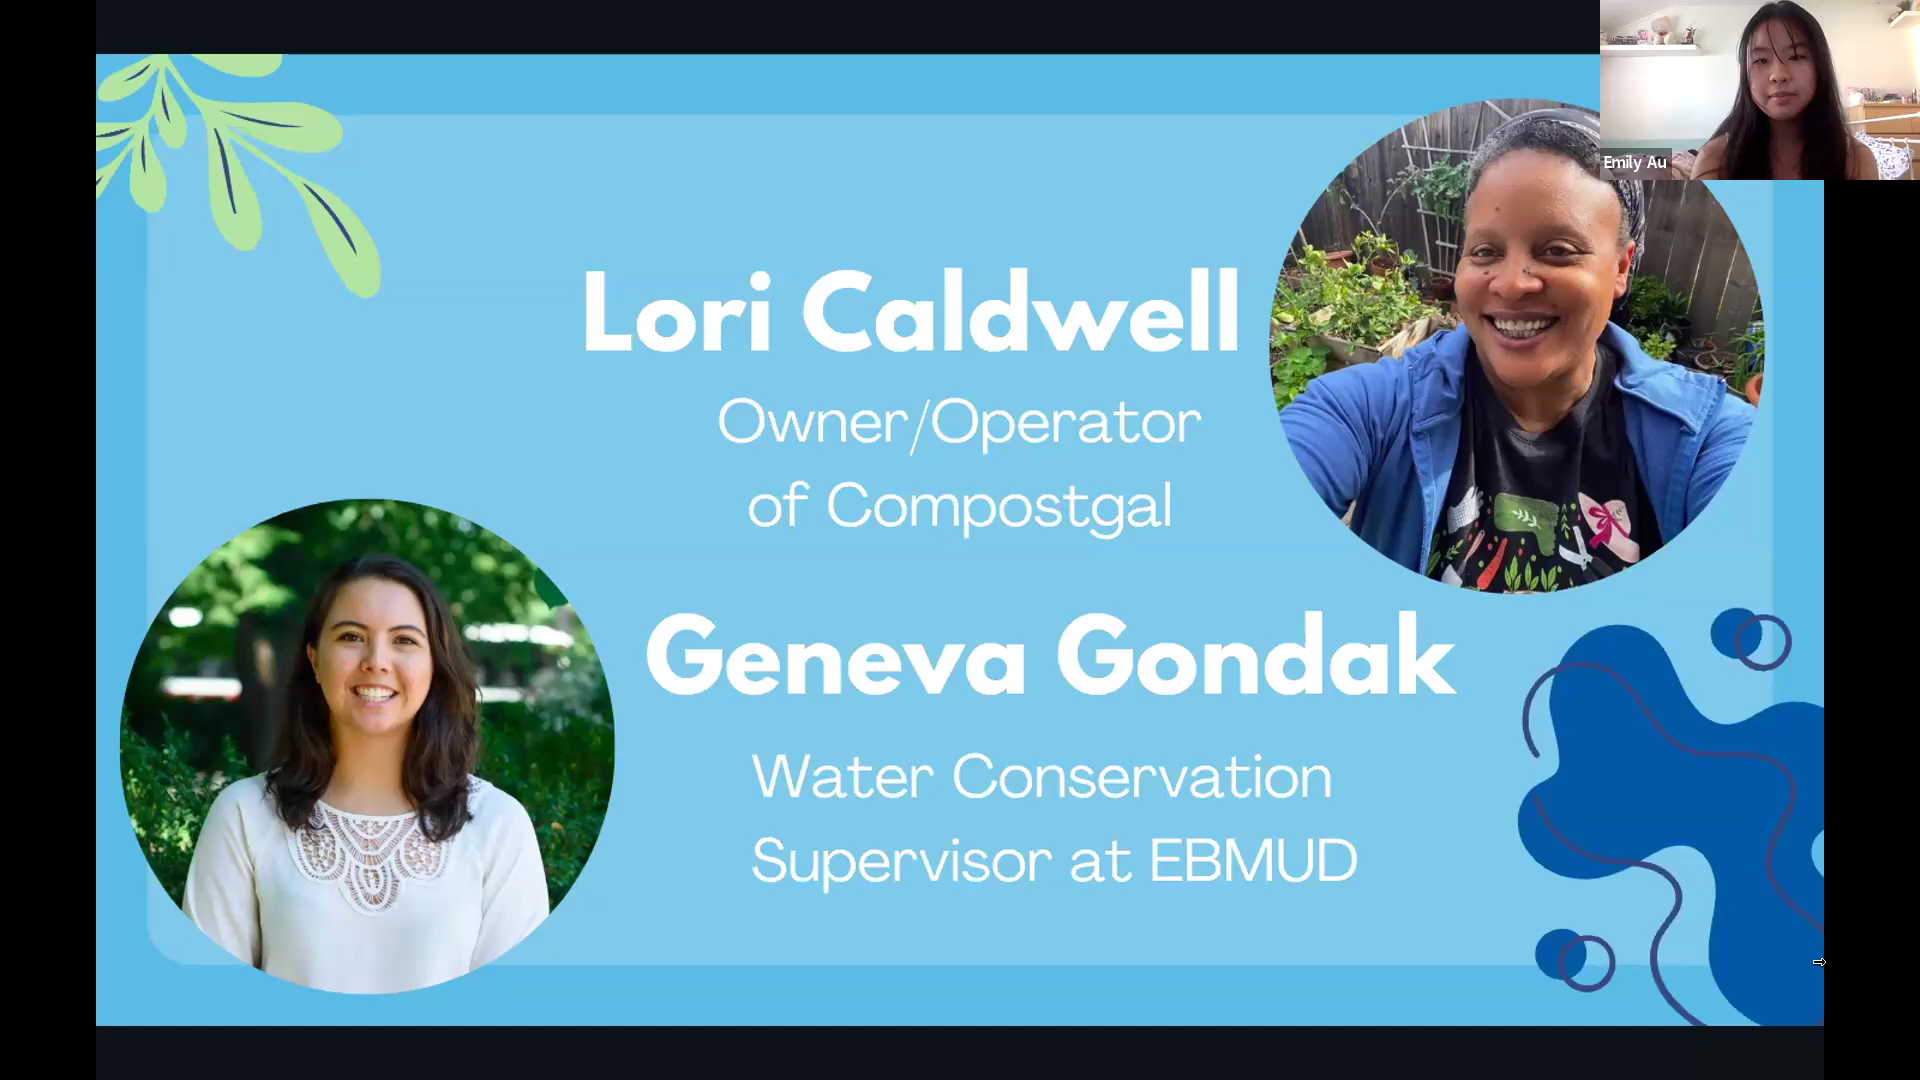 Emily Au
Lori Caldwell
Owner/Operator
of Compostgal
Geneva Gondak
Water Conservation
Supervisor at EBMUD